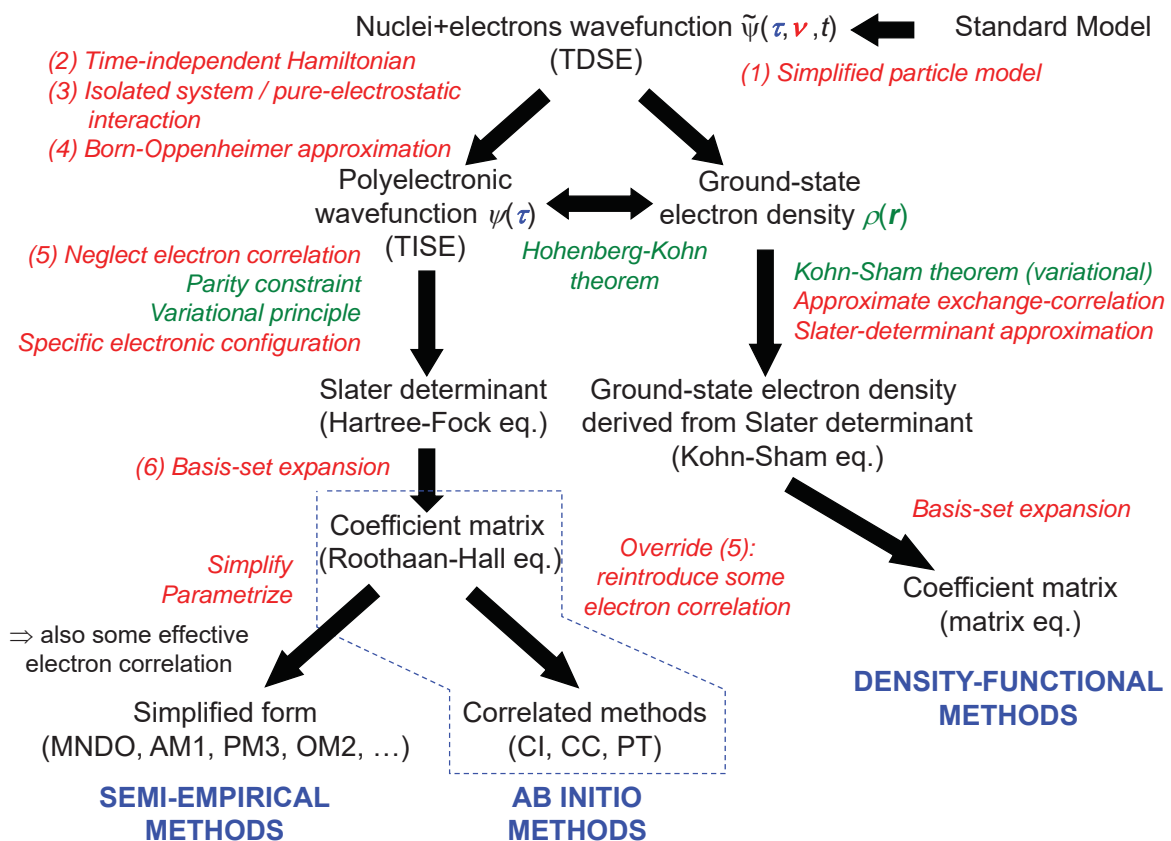 Nuclei+electrons wavefunction ψ̃(τ,ν,t)
(TDSE)
Standard Model
(1) Simplified particle model
(2) Time-independent Hamiltonian
(3) Isolated system / pure-electrostatic
interaction
(4) Born-Oppenheimer approximation
Polyelectronic
wavefunction ψ(τ)
(TISE)
Ground-state
electron density ρ(r)
Hohenberg-Kohn
theorem
(5) Neglect electron correlation
Parity constraint
Variational principle
Specific electronic configuration
Kohn-Sham theorem (variational)
Approximate exchange-correlation
Slater-determinant approximation
Slater determinant
(Hartree-Fock eq.)
Ground-state electron density
derived from Slater determinant
(Kohn-Sham eq.)
(6) Basis-set expansion
Basis-set expansion
Coefficient matrix
(Roothaan-Hall eq.)
Simplify
Parametrize
Override (5):
reintroduce some
electron correlation
Coefficient matrix
(matrix eq.)
⇒ also some effective
electron correlation
DENSITY-FUNCTIONAL
METHODS
Simplified form
(MNDO, AM1, PM3, OM2, …)
Correlated methods
(CI, CC, PT)
SEMI-EMPIRICAL
METHODS
AB INITIO
METHODS